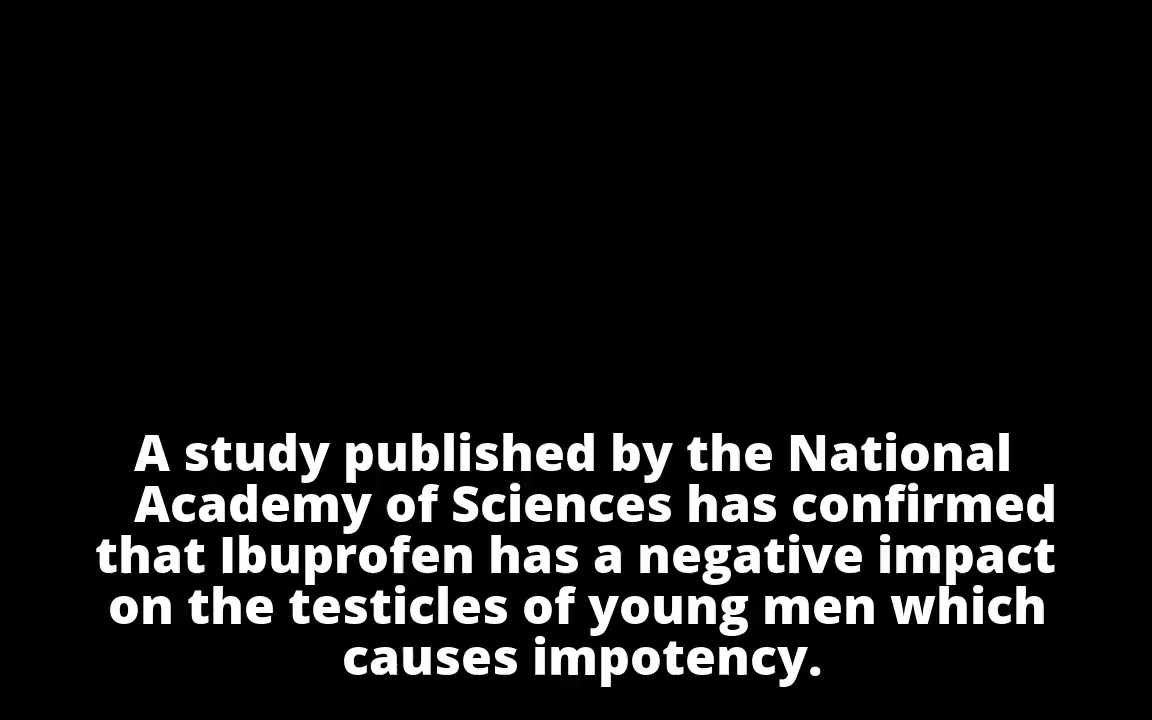 A study published by the National
Academy of Sciences has confirmed
that Ibuprofen has a negative impact
on the testicles of young men which
causes impotency.